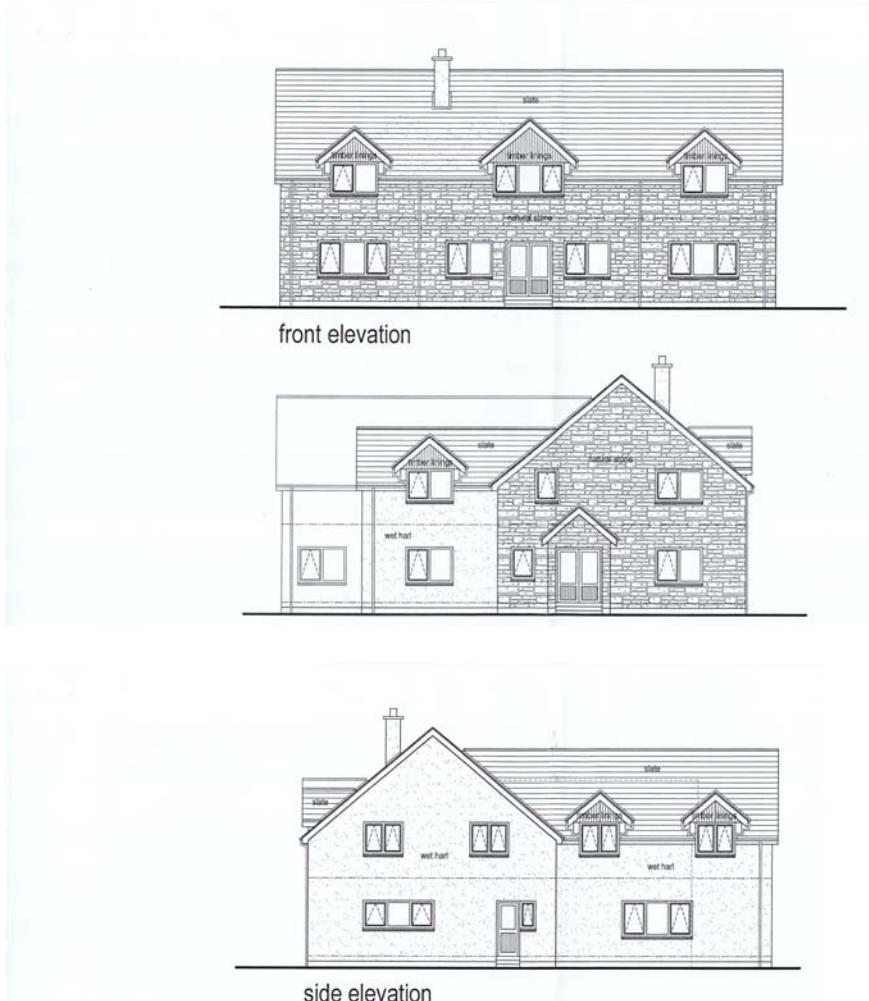 slate
timber linings
timber linings
timber linings
natural stone
front elevation
slate
slate
timber linings
natural stone
wet harl
slate
slate
timber linings
timber linings
wet harl
wet harl
side elevation